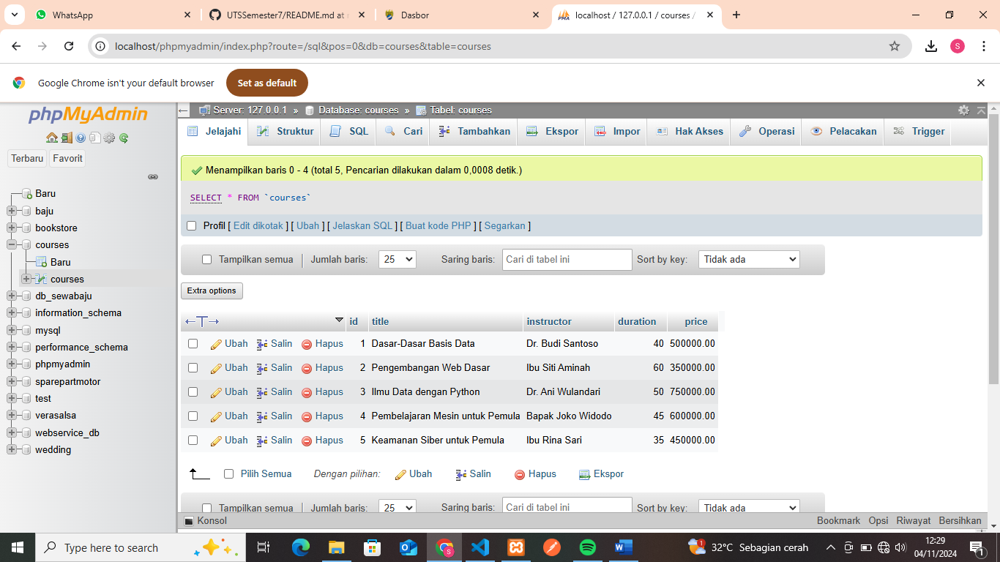 WhatsApp
UTSSemester7/README.md at
Dasbor
localhost / 127.0.0.1 / courses /
localhost/phpmyadmin/index.php?route=/sql&pos=0&db=courses&table=courses
S
Google Chrome isn't your default browser
Set as default
phpMyAdmin
Terbaru Favorit
Baru
baju
bookstore
courses
Baru
courses
db_sewabaju
information_schema
mysql
performance_schema
phpmyadmin
sparepartmotor
test
verasalsa
webservice_db
wedding
Server: 127.0.0.1 » Database: courses » Tabel: courses
Jelajahi Struktur SQL Cari Tambahkan Ekspor Impor Hak Akses Operasi Pelacakan Trigger
Menampilkan baris 0 - 4 (total 5, Pencarian dilakukan dalam 0,0008 detik.)
SELECT * FROM `courses`
Profil [ Edit dikotak ] [ Ubah ] [ Jelaskan SQL ] [ Buat kode PHP ] [ Segarkan ]
Tampilkan semua | Jumlah baris: 25 Saring baris: Cari di tabel ini Sort by key: Tidak ada
Extra options
id title instructor duration price
Ubah Salin Hapus 1 Dasar-Dasar Basis Data Dr. Budi Santoso 40 500000.00
Ubah Salin Hapus 2 Pengembangan Web Dasar Ibu Siti Aminah 60 350000.00
Ubah Salin Hapus 3 Ilmu Data dengan Python Dr. Ani Wulandari 50 750000.00
Ubah Salin Hapus 4 Pembelajaran Mesin untuk Pemula Bapak Joko Widodo 45 600000.00
Ubah Salin Hapus 5 Keamanan Siber untuk Pemula Ibu Rina Sari 35 450000.00
Pilih Semua Dengan pilihan: Ubah Salin Hapus Ekspor
Tampilkan semua | Jumlah baris: 25 Saring baris: Cari di tabel ini Sort by key: Tidak ada
Konsol Bookmark Opsi Riwayat Bersihkan
Type here to search
32°C Sebagian cerah
12:29
04/11/2024